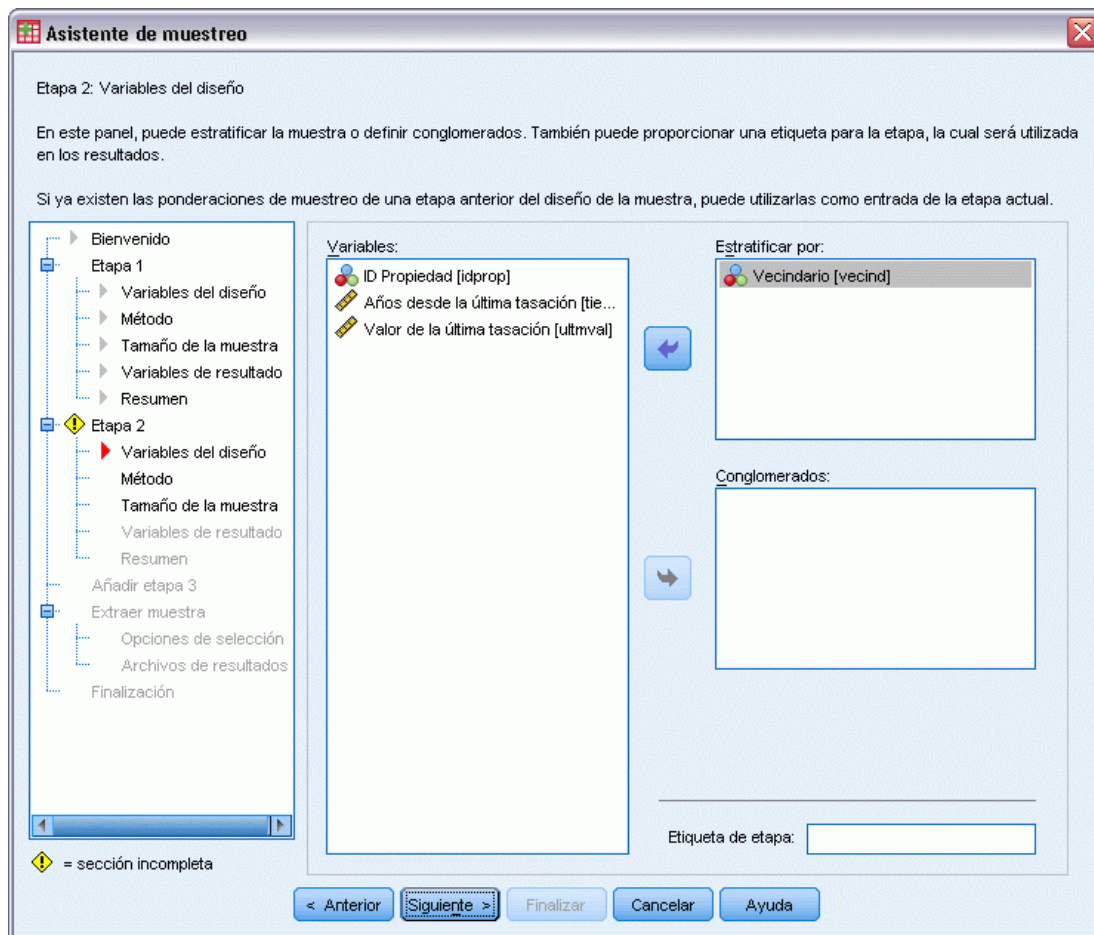 Asistente de muestreo
Etapa 2: Variables del diseño
En este panel, puede estratificar la muestra o definir conglomerados. También puede proporcionar una etiqueta para la etapa, la cual será utilizada
en los resultados.
Si ya existen las ponderaciones de muestreo de una etapa anterior del diseño de la muestra, puede utilizarlas como entrada de la etapa actual.
Bienvenido
Etapa 1
Variables del diseño
Método
Tamaño de la muestra
Variables de resultado
Resumen
Etapa 2
Variables del diseño
Método
Tamaño de la muestra
Variables de resultado
Resumen
Añadir etapa 3
Extraer muestra
Opciones de selección
Archivos de resultados
Finalización
= sección incompleta
Variables:
ID Propiedad [idprop]
Años desde la última tasación [tie...
Valor de la última tasación [ultmval]
Estratificar por:
Vecindario [vecind]
Conglomerados:
Etiqueta de etapa:
< Anterior
Siguiente >
Finalizar
Cancelar
Ayuda